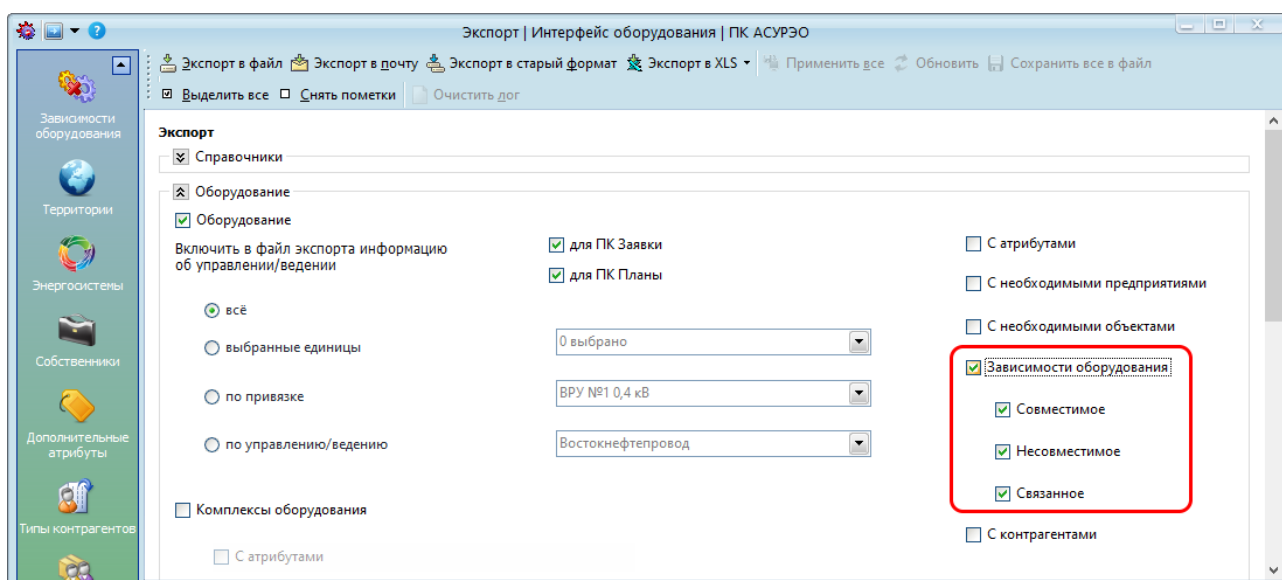 Экспорт | Интерфейс оборудования | ПК АСУРЭО
Экспорт в файл Экспорт в почту Экспорт в старый формат Экспорт в XLS Применить все Обновить Сохранить все в файл
Выделить все Снять пометки Очистить лог
Зависимости
оборудования
Территории
Энергосистемы
Собственники
Дополнительные
атрибуты
Типы контрагентов
Экспорт
Справочники
Оборудование
Оборудование
Включить в файл экспорта информацию
об управлении/ведении
для ПК Заявки
для ПК Планы
всё
выбранные единицы
0 выбрано
по привязке
ВРУ №1 0,4 кВ
по управлению/ведению
Востокнефтепровод
Комплексы оборудования
С атрибутами
С атрибутами
С необходимыми предприятиями
С необходимыми объектами
Зависимости оборудования
Совместимое
Несовместимое
Связанное
С контрагентами